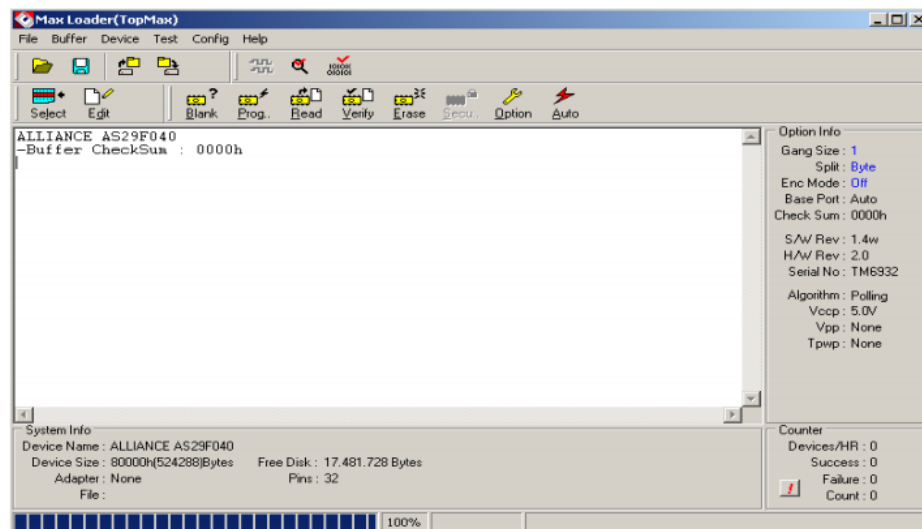 Max Loader(TopMax)
File Buffer Device Test Config Help
Select Edit Blank Prog.. Read Verify Erase Secu.. Option Auto
ALLIANCE AS29F040
-Buffer CheckSum : 0000h
Option Info
Gang Size : 1
Split : Byte
Enc Mode : Off
Base Port : Auto
Check Sum : 0000h
S/W Rev : 1.4w
H/W Rev : 2.0
Serial No : TM6932
Algorithm : Polling
Vccp : 5.0V
Vpp : None
Tpwp : None
System Info
Device Name : ALLIANCE AS29F040
Device Size : 80000h(524288)Bytes Free Disk : 17.481.728 Bytes
Adapter : None Pins : 32
File :
Counter
Devices/HR : 0
Success : 0
Failure : 0
Count : 0
100%